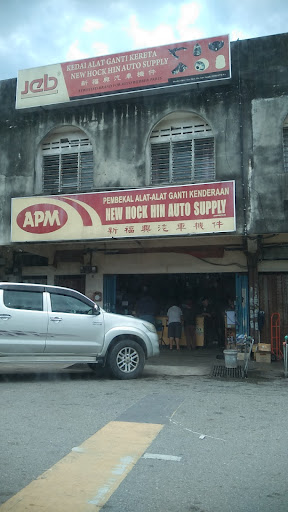 jeb
KEDAI ALAT GANTI KERETA
NEW HOCK HIN AUTO SUPPLY
新福興汽車機件
PEMBEKAL ALAT-ALAT GANTI KENDERAAN
APM
NEW HOCK HIN AUTO SUPPLY
新福興汽車機件